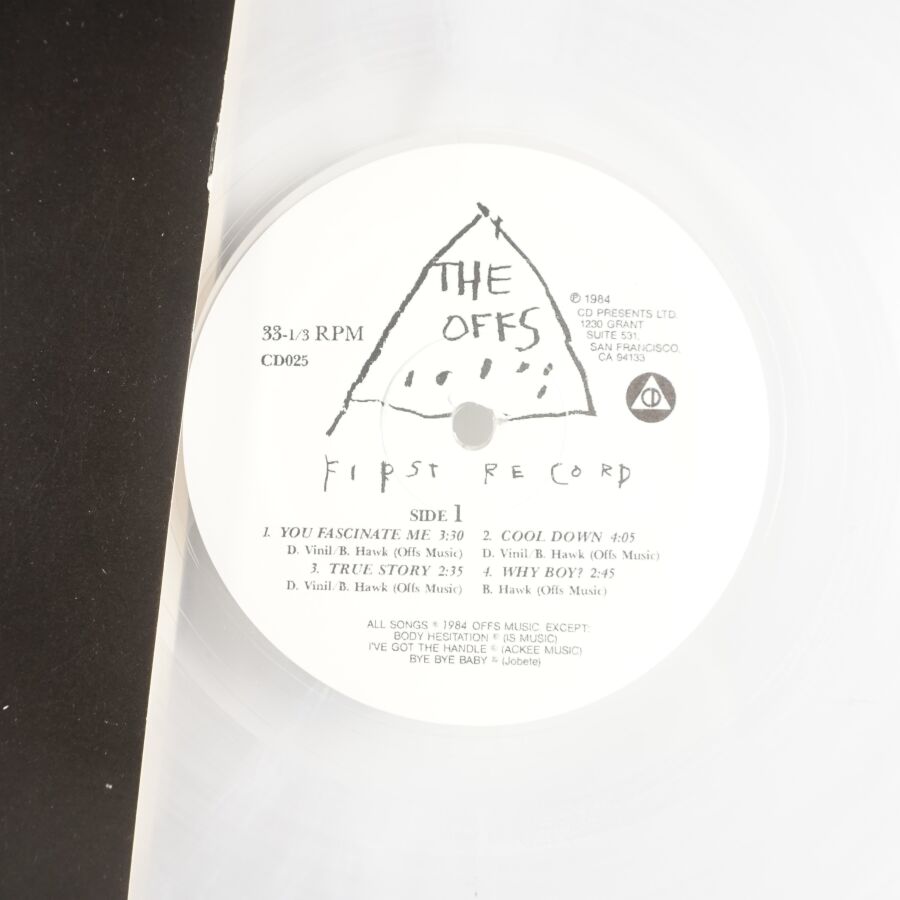 THE
OFFS
33-1/3 RPM
CD025
℗ 1984
CD PRESENTS LTD.
1230 GRANT
SUITE 531,
SAN FRANCISCO,
CA 94133
CD
FIRST RECORD
SIDE 1
1. YOU FASCINATE ME 3:30
D. Vinil/B. Hawk (Offs Music)
2. COOL DOWN 4:05
D. Vinil/B. Hawk (Offs Music)
3. TRUE STORY 2:35
D. Vinil/B. Hawk (Offs Music)
4. WHY BOY? 2:45
B. Hawk (Offs Music)
ALL SONGS © 1984 OFFS MUSIC EXCEPT:
BODY HESITATION © (IS MUSIC)
I'VE GOT THE HANDLE © (ACKEE MUSIC)
BYE BYE BABY © (Jobete)